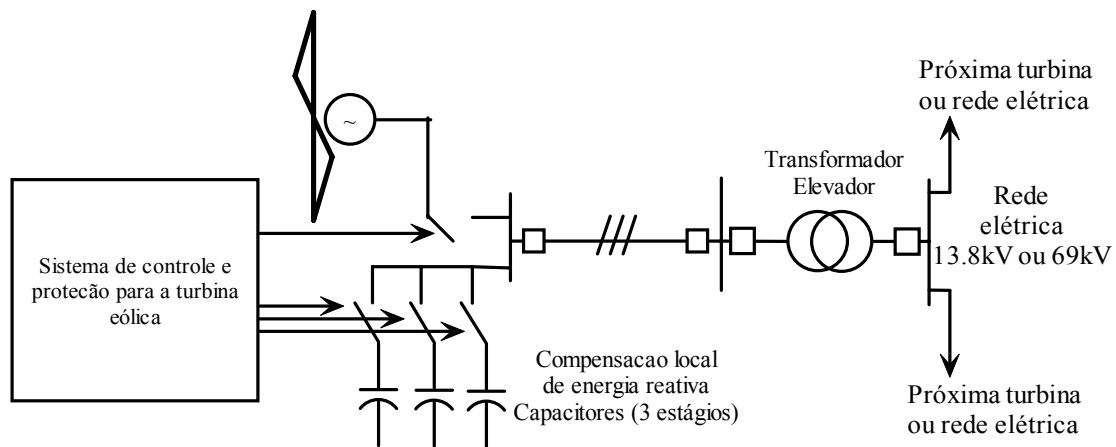 Próxima turbina
ou rede elétrica
Transformador
Elevador
~
Rede
elétrica
13.8kV ou 69kV
Sistema de controle e
protecão para a turbina
eólica
Compensacao local
de energia reativa
Capacitores (3 estágios)
Próxima turbina
ou rede elétrica